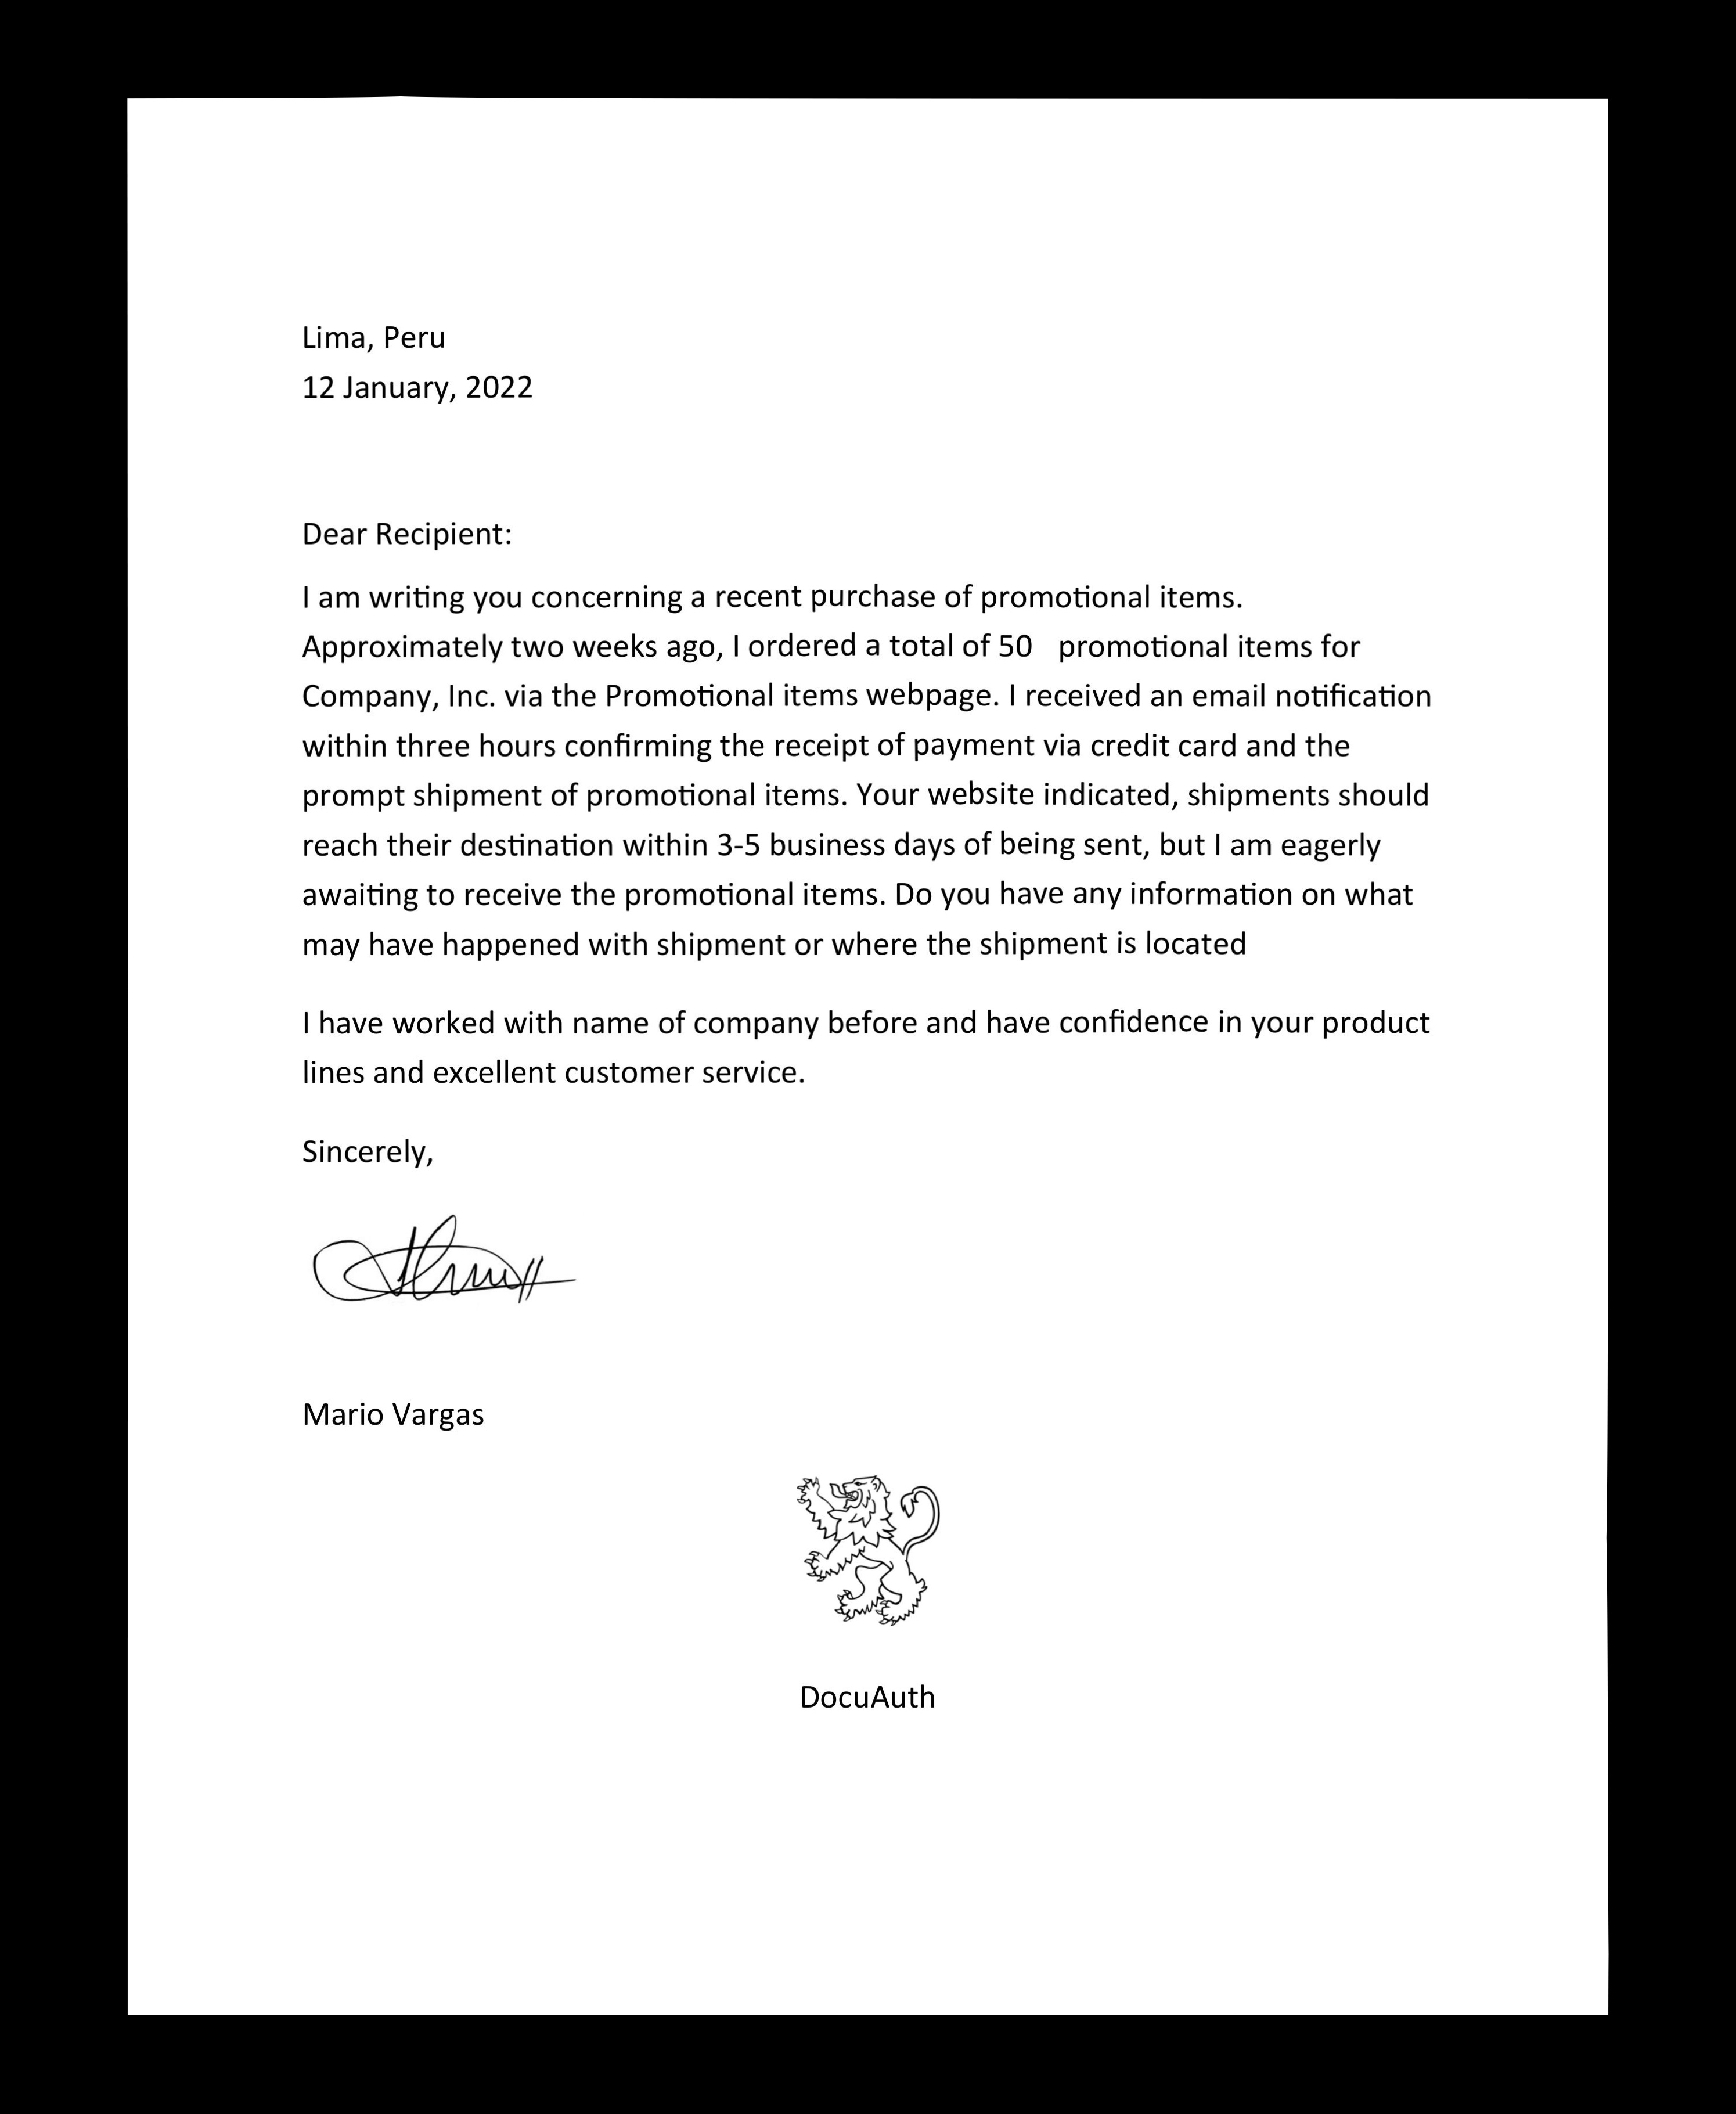 Lima, Peru
12 January, 2022
Dear Recipient:
I am writing you concerning a recent purchase of promotional items.
Approximately two weeks ago, I ordered a total of 50   promotional items for
Company, Inc. via the Promotional items webpage. I received an email notification
within three hours confirming the receipt of payment via credit card and the
prompt shipment of promotional items. Your website indicated, shipments should
reach their destination within 3-5 business days of being sent, but I am eagerly
awaiting to receive the promotional items. Do you have any information on what
may have happened with shipment or where the shipment is located
I have worked with name of company before and have confidence in your product
lines and excellent customer service.
Sincerely,
Mario Vargas
DocuAuth